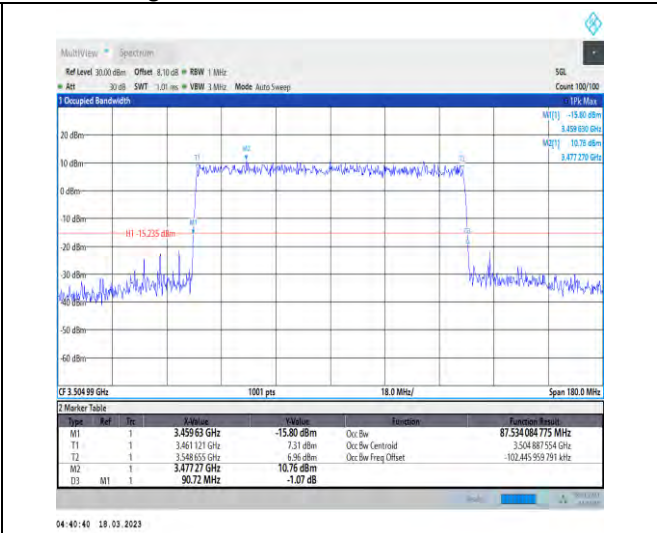 MultiView Spectrum
Ref Level 30.00 dBm Offset 8.10 dB RBW 1 MHz SGL
Att 30 dB SWT 1.01 ms VBW 3 MHz Mode Auto Sweep Count 100/100
1 Occupied Bandwidth 1Pk Max
M1[1] -15.80 dBm
3.459 630 GHz
M2[1] 10.76 dBm
3.477 270 GHz
20 dBm
10 dBm
T1 M2 T2
0 dBm
-10 dBm
M1
H1 -15.235 dBm
D3
-20 dBm
-30 dBm
-40 dBm
-50 dBm
-60 dBm
CF 3.504 99 GHz 1001 pts 18.0 MHz/ Span 180.0 MHz
2 Marker Table
Type Ref Trc X-Value Y-Value Function Function Result
M1 1 3.459 63 GHz -15.80 dBm Occ Bw 87.534 084 775 MHz
T1 1 3.461 121 GHz 7.31 dBm Occ Bw Centroid 3.504 887 554 GHz
T2 1 3.548 655 GHz 6.96 dBm Occ Bw Freq Offset -102.445 959 791 kHz
M2 1 3.477 27 GHz 10.76 dBm
D3 M1 1 90.72 MHz -1.07 dB
04:40:40 18.03.2023